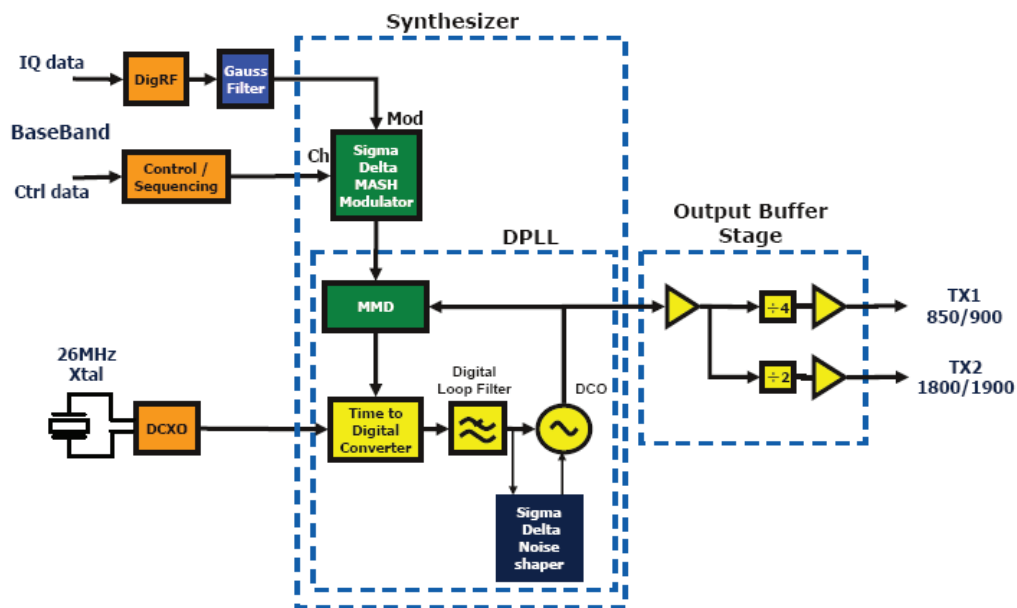 Synthesizer
IQ data
DigRF
Gauss
Filter
Mod
BaseBand
Ctrl data
Control /
Sequencing
Ch
Sigma
Delta
MASH
Modulator
DPLL
Output Buffer
Stage
MMD
÷4
TX1
850/900
÷2
TX2
1800/1900
26MHz
Xtal
DCXO
Time to
Digital
Converter
Digital
Loop Filter
DCO
Sigma
Delta
Noise
shaper